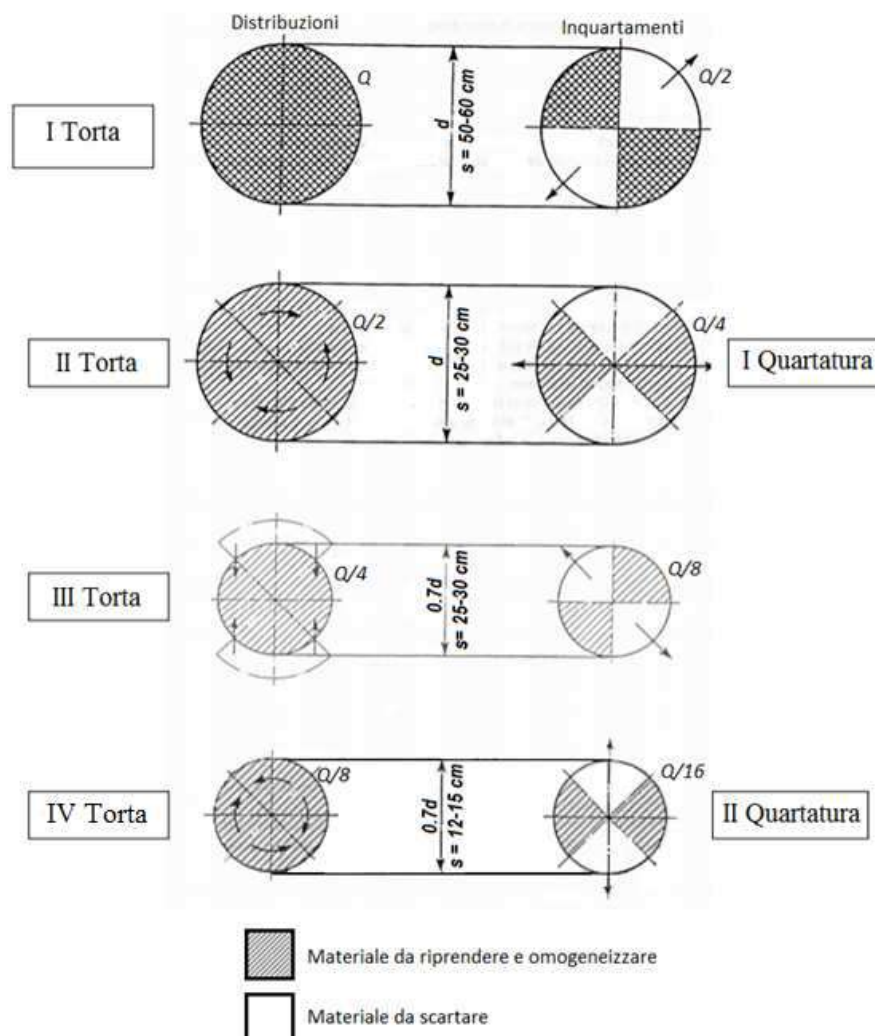 Distribuzioni
Inquartamenti
I Torta
Q
d
s = 50-60 cm
Q/2
II Torta
Q/2
d
s = 25-30 cm
Q/4
I Quartatura
III Torta
Q/4
0.7d
s= 25-30 cm
Q/8
IV Torta
Q/8
0.7d
s = 12-15 cm
Q/16
II Quartatura
Materiale da riprendere e omogeneizzare
Materiale da scartare